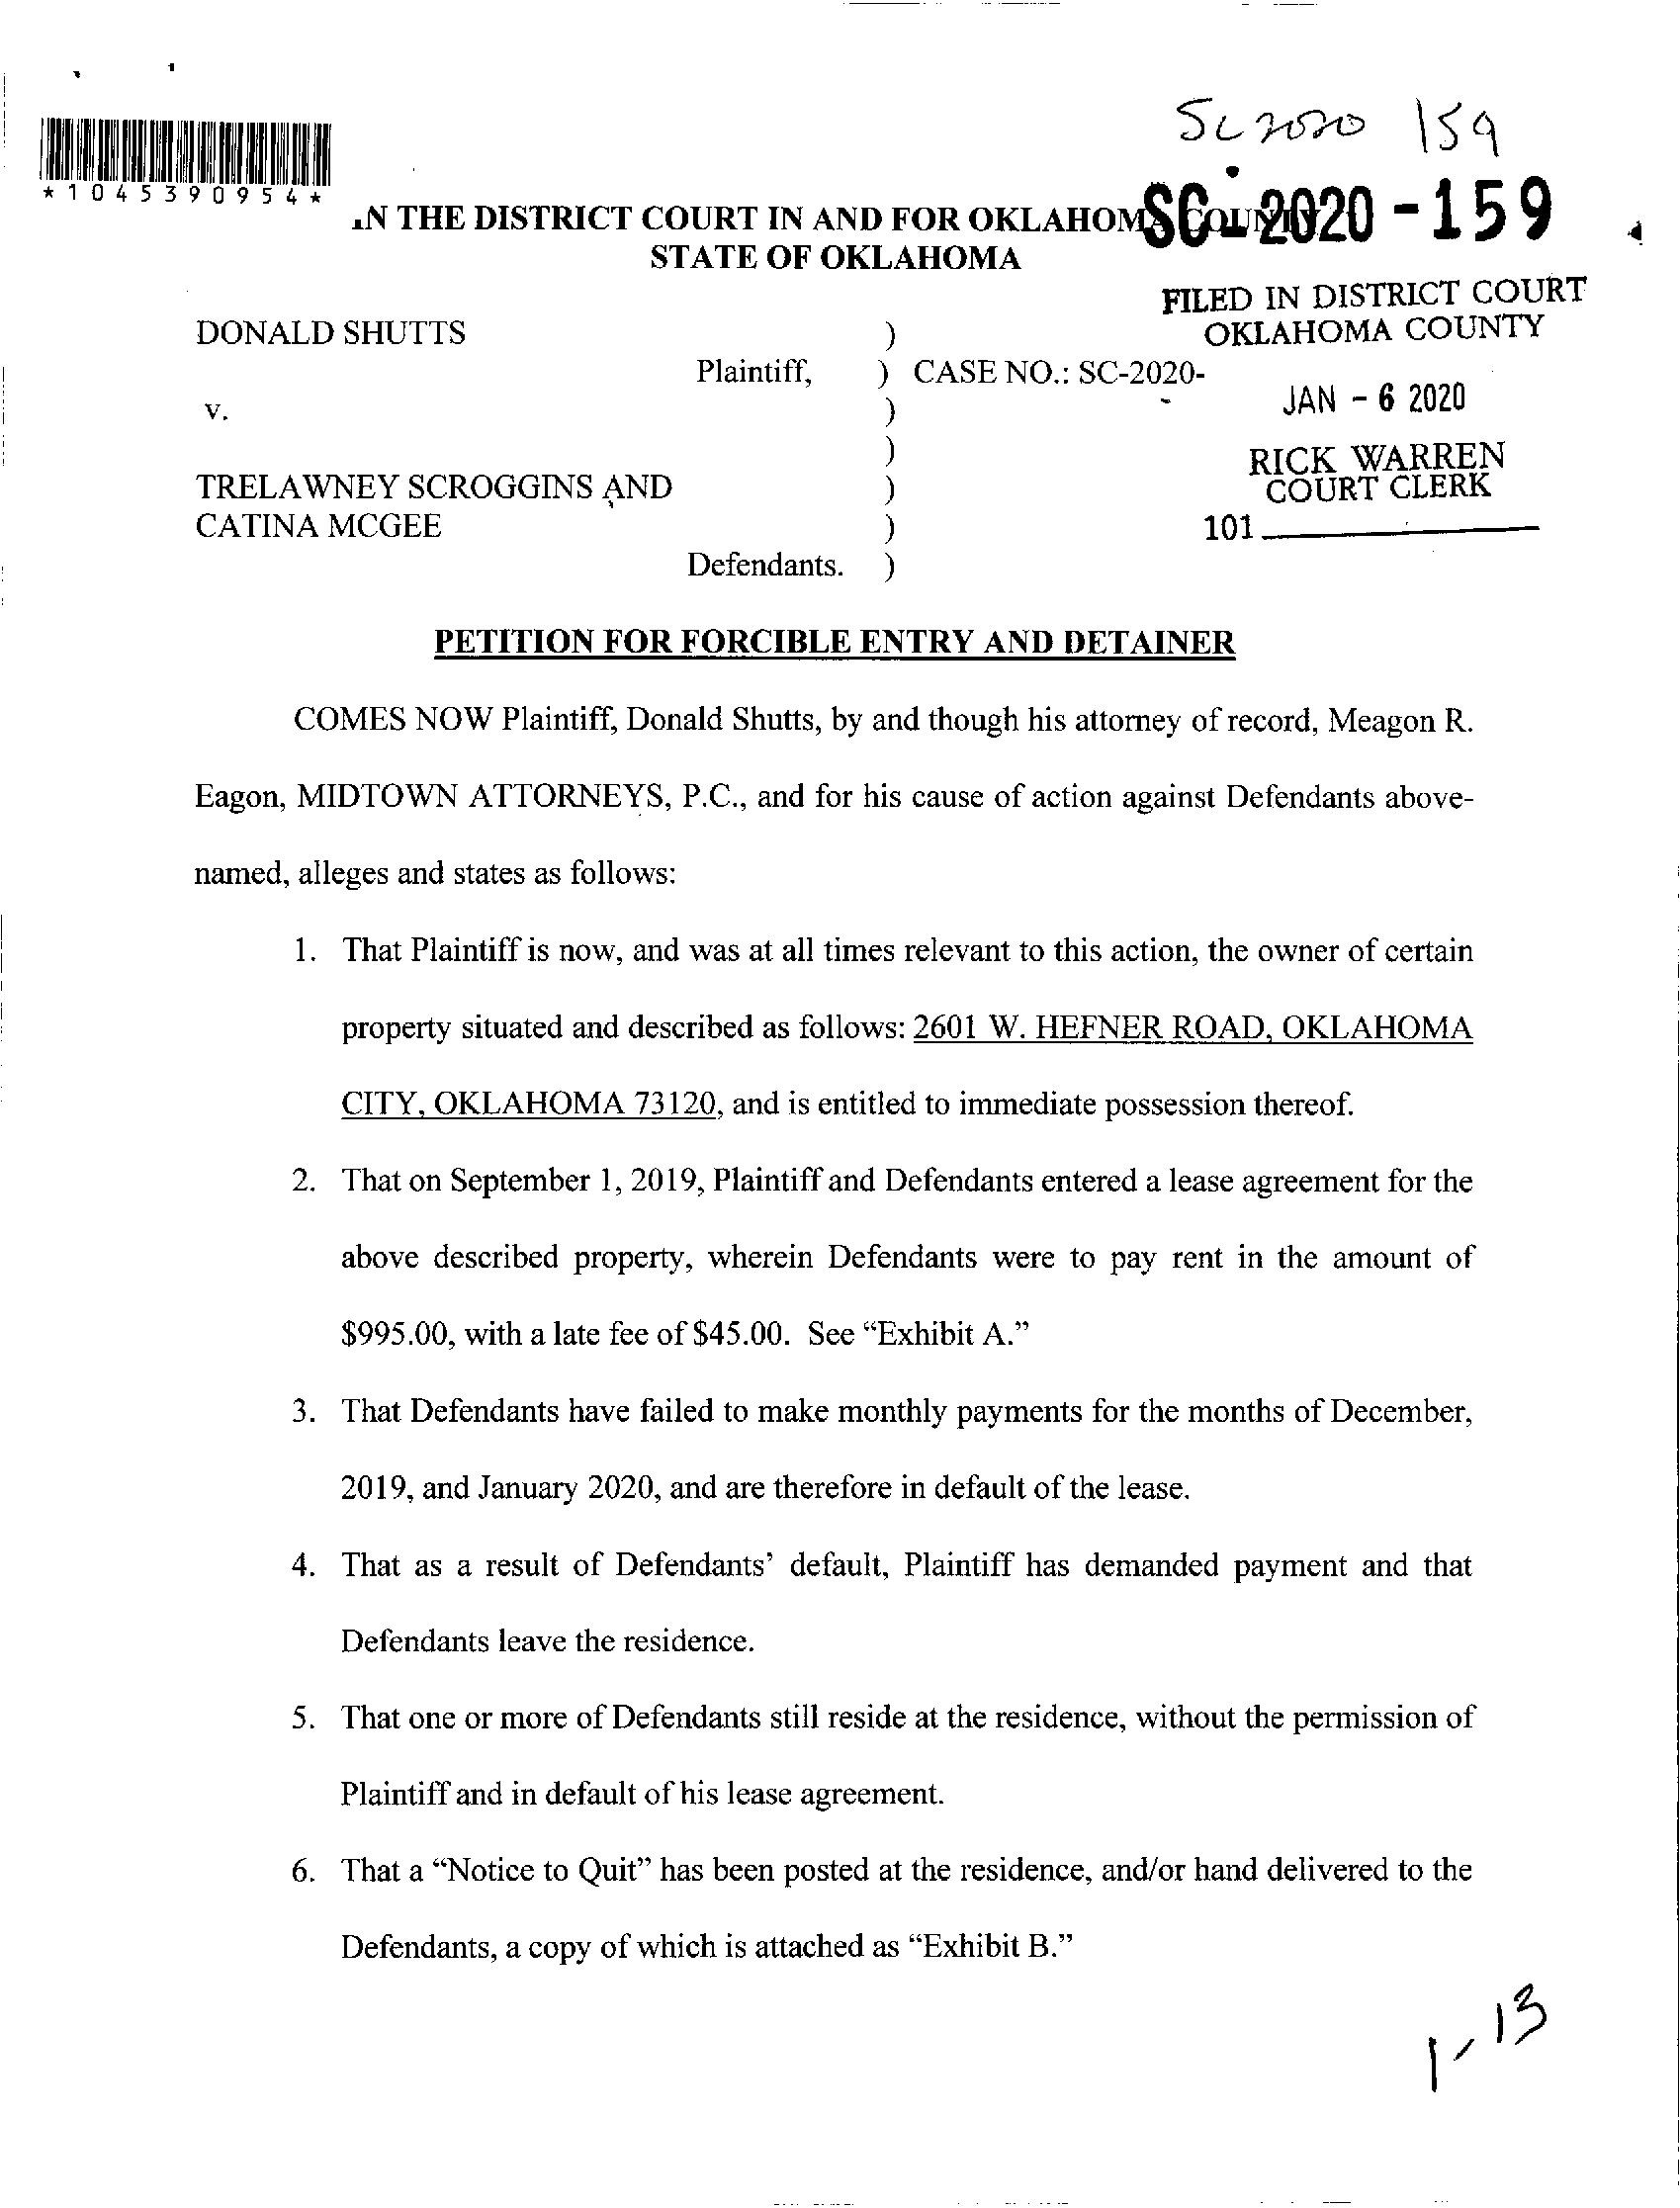 SC 2020 159
*1045390954*
SC-2020-159
IN THE DISTRICT COURT IN AND FOR OKLAHOMA COUNTY
STATE OF OKLAHOMA
FILED IN DISTRICT COURT
OKLAHOMA COUNTY
DONALD SHUTTS )
Plaintiff, ) CASE NO.: SC-2020-
JAN - 6 2020
v. )
)
RICK WARREN
COURT CLERK
TRELAWNEY SCROGGINS AND )
CATINA MCGEE )
101
Defendants. )
PETITION FOR FORCIBLE ENTRY AND DETAINER
COMES NOW Plaintiff, Donald Shutts, by and though his attorney of record, Meagon R.
Eagon, MIDTOWN ATTORNEYS, P.C., and for his cause of action against Defendants above-
named, alleges and states as follows:
1. That Plaintiff is now, and was at all times relevant to this action, the owner of certain
property situated and described as follows: 2601 W. HEFNER ROAD, OKLAHOMA
CITY, OKLAHOMA 73120, and is entitled to immediate possession thereof.
2. That on September 1, 2019, Plaintiff and Defendants entered a lease agreement for the
above described property, wherein Defendants were to pay rent in the amount of
$995.00, with a late fee of $45.00. See “Exhibit A.”
3. That Defendants have failed to make monthly payments for the months of December,
2019, and January 2020, and are therefore in default of the lease.
4. That as a result of Defendants’ default, Plaintiff has demanded payment and that
Defendants leave the residence.
5. That one or more of Defendants still reside at the residence, without the permission of
Plaintiff and in default of his lease agreement.
6. That a “Notice to Quit” has been posted at the residence, and/or hand delivered to the
Defendants, a copy of which is attached as “Exhibit B.”
1-13